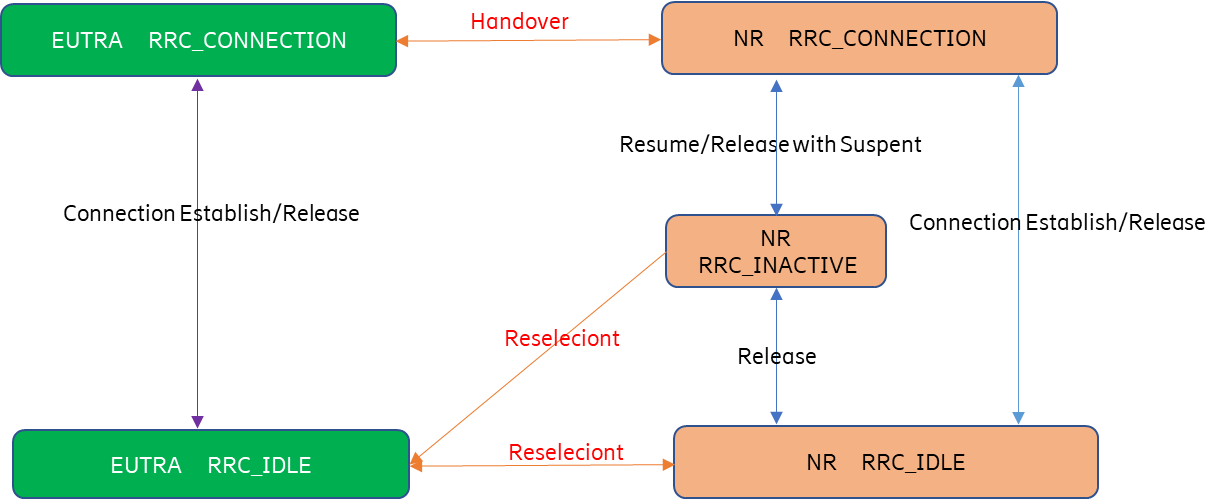 Handover
EUTRA RRC_CONNECTION
NR RRC_CONNECTION
Resume/Release with Suspent
Connection Establish/Release
Connection Establish/Release
NR
RRC_INACTIVE
Reseleciont
Release
Reseleciont
EUTRA RRC_IDLE
NR RRC_IDLE